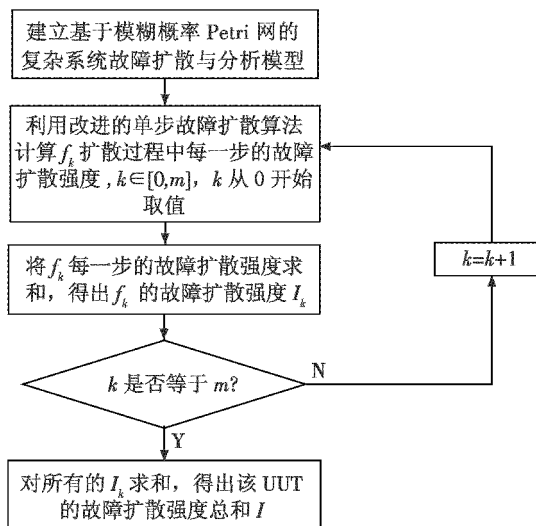 建立基于模糊概率 Petri 网的
复杂系统故障扩散与分析模型
利用改进的单步故障扩散算法
计算 fk 扩散过程中每一步的故障
扩散强度,k∈[0,m], k 从 0 开始
取值
将 fk 每一步的故障扩散强度求
和，得出 fk 的故障扩散强度 Ik
k=k+1
k 是否等于 m?
N
Y
对所有的 Ik 求和，得出该 UUT
的故障扩散强度总和 I